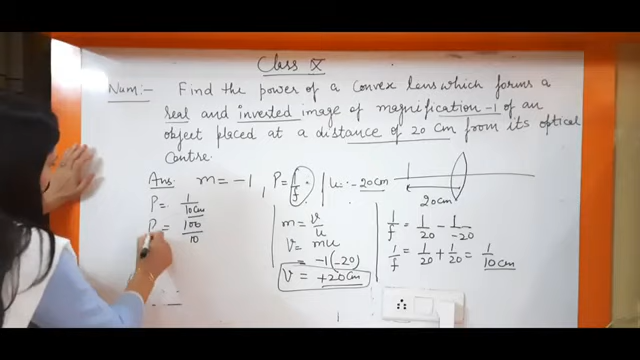 Class X
Num:- Find the power of a convex lens which forms a
real and inverted image of magnification -1 of an
object placed at a distance of 20 cm from its optical
centre.
Ans: m = -1 , P = 1/f | u = -20cm
20cm
P = 1/10cm
P = 100/10
m = v/u
v = mu
= -1(-20)
v = +20cm
1/f = 1/20 - 1/-20
1/f = 1/20 + 1/20 = 1/10cm